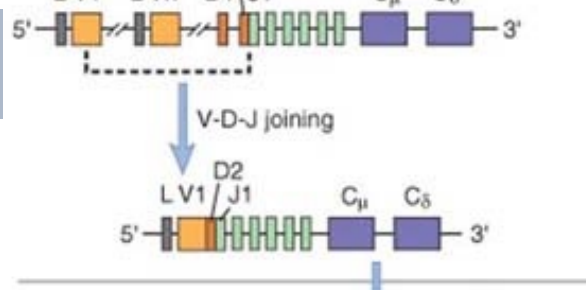 5' 3'
V-D-J joining
D2
L V1 J1 Cμ Cδ
5' 3'